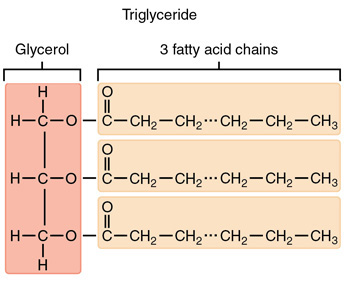 Triglyceride
Glycerol 3 fatty acid chains
H O
H—C—O—C—CH₂—CH₂···CH₂—CH₂—CH₃
O
H—C—O—C—CH₂—CH₂···CH₂—CH₂—CH₃
O
H—C—O—C—CH₂—CH₂···CH₂—CH₂—CH₃
H